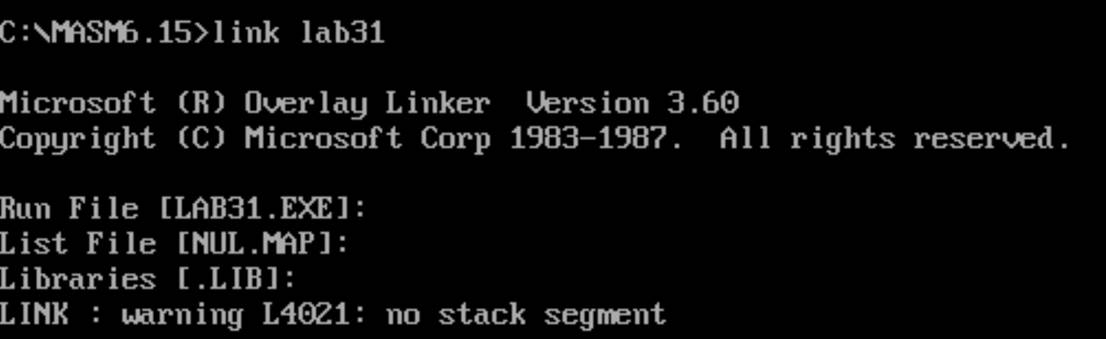 C:\MASM6.15>link lab31
Microsoft (R) Overlay Linker  Version 3.60
Copyright (C) Microsoft Corp 1983-1987.  All rights reserved.
Run File [LAB31.EXE]:
List File [NUL.MAP]:
Libraries [.LIB]:
LINK : warning L4021: no stack segment